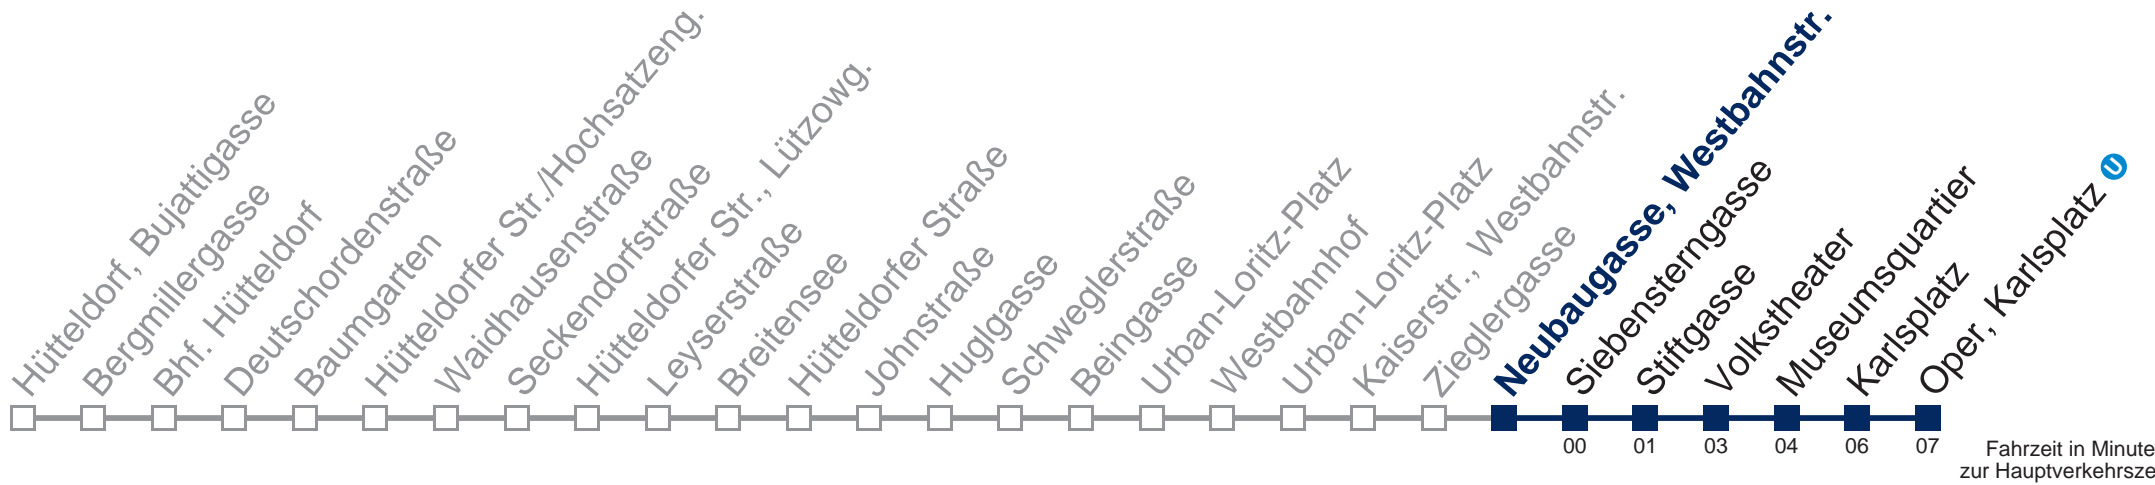 Hütteldorf, Bujattigasse
Bergmillergasse
Bhf. Hütteldorf
Deutschordenstraße
Baumgarten
Hütteldorfer Str./Hochsatzeng.
Waidhausenstraße
Seckendorfstraße
Hütteldorfer Str., Lützowg.
Leyserstraße
Breitensee
Hütteldorfer Straße
Johnstraße
Huglgasse
Schweglerstraße
Beingasse
Urban-Loritz-Platz
Westbahnhof
Urban-Loritz-Platz
Kaiserstr., Westbahnstr.
Zieglergasse
Neubaugasse, Westbahnstr.
Siebensterngasse
Stiftgasse
Volkstheater
Museumsquartier
Karlsplatz
Oper, Karlsplatz U
00 01 03 04 06 07
Fahrzeit in Minute
zur Hauptverkehrsze